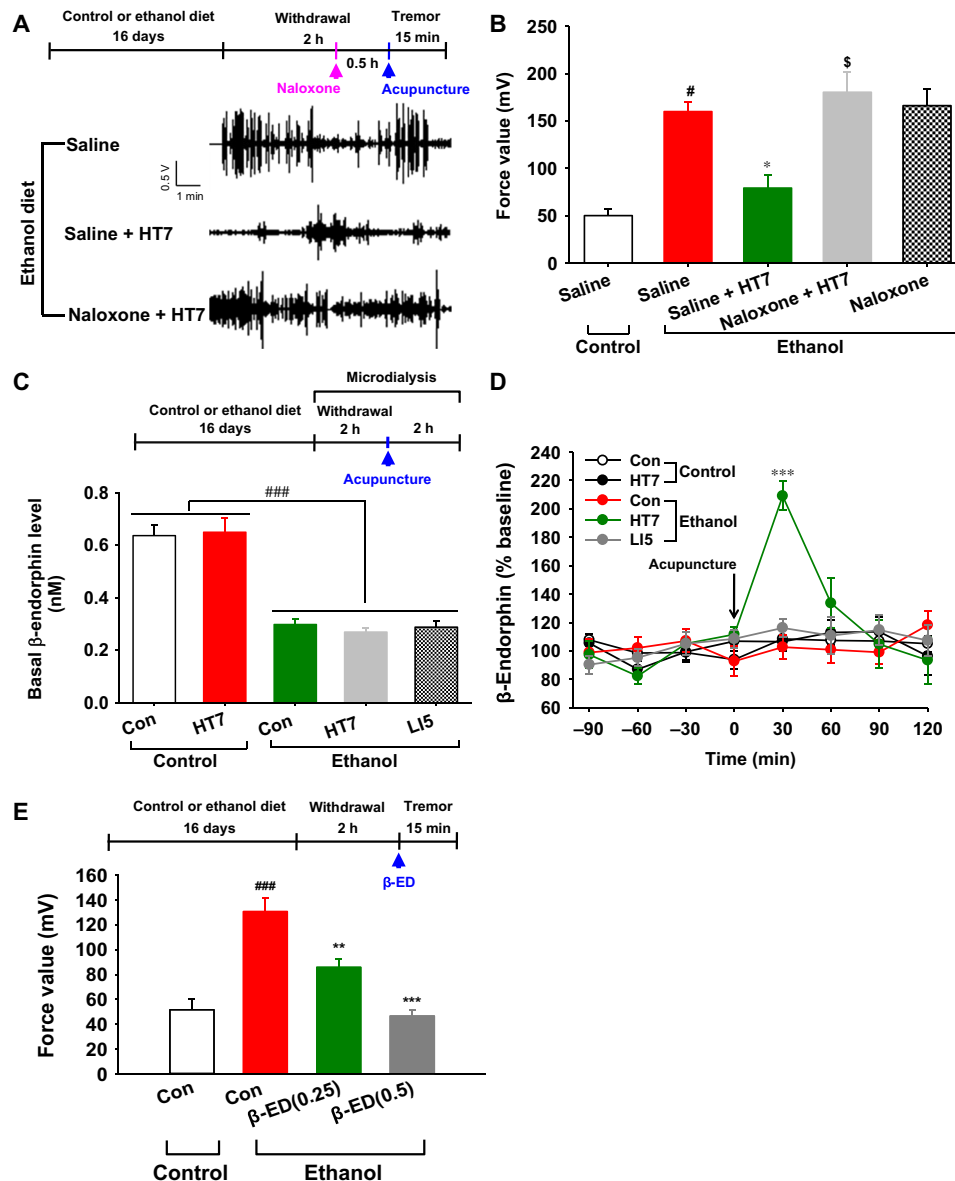 A
Control or ethanol diet
Withdrawal
Tremor
16 days
2 h
15 min
0.5 h
Naloxone
Acupuncture
Ethanol diet
Saline
0.5 V
1 min
Saline + HT7
Naloxone + HT7
B
Force value (mV)
250
200
150
100
50
0
#
*
$
Saline
Saline
Saline + HT7
Naloxone + HT7
Naloxone
Control
Ethanol
C
Microdialysis
Control or ethanol diet
Withdrawal
16 days
2 h
2 h
Acupuncture
Basal β-endorphin level
(nM)
0.8
0.6
0.4
0.2
0.0
###
Con
HT7
Con
HT7
LI5
Control
Ethanol
D
β-Endorphin (% baseline)
240
220
200
180
160
140
120
100
80
60
Con
HT7
Control
Con
HT7
LI5
Ethanol
Acupuncture
***
–90
–60
–30
0
30
60
90
120
Time (min)
E
Control or ethanol diet
Withdrawal
Tremor
16 days
2 h
15 min
β-ED
Force value (mV)
160
140
120
100
80
60
40
20
0
###
**
***
Con
Con
β-ED(0.25)
β-ED(0.5)
Control
Ethanol